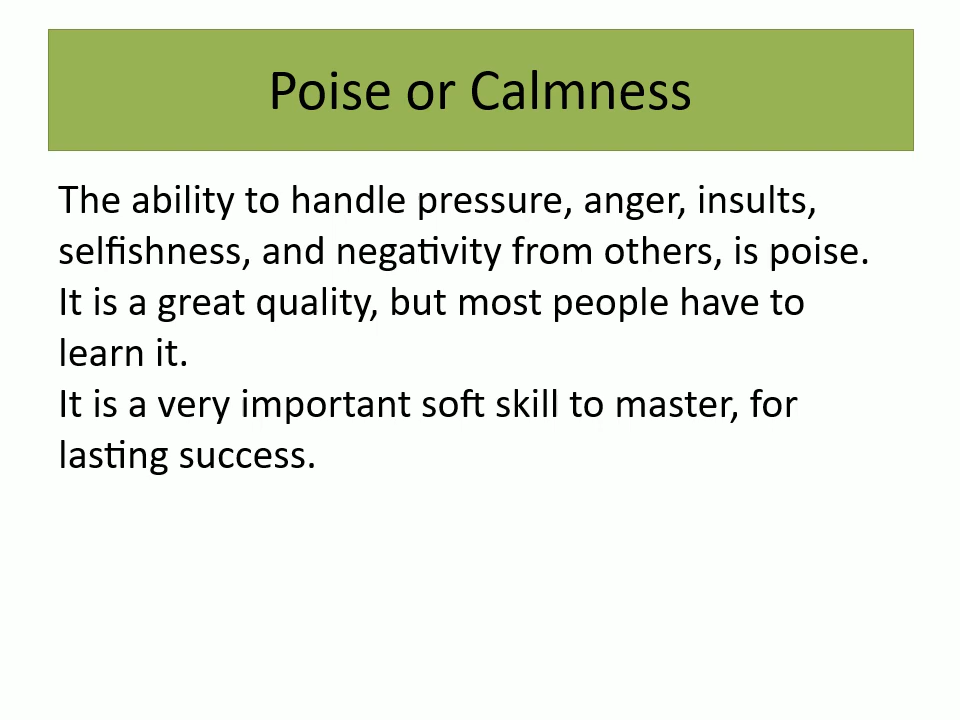 Poise or Calmness
The ability to handle pressure, anger, insults,
selfishness, and negativity from others, is poise.
It is a great quality, but most people have to
learn it.
It is a very important soft skill to master, for
lasting success.